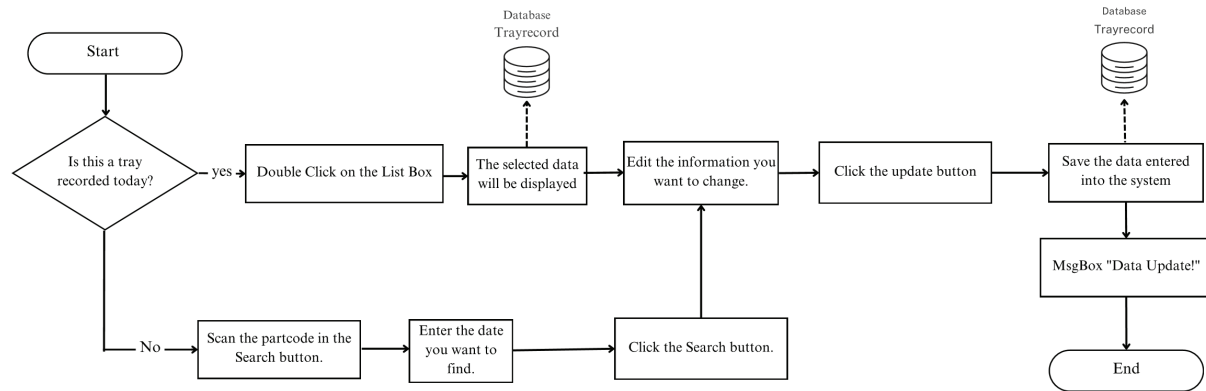 Database
Trayrecord
Database
Trayrecord
Start
Is this a tray
recorded today?
yes
Double Click on the List Box
The selected data
will be displayed
Edit the information you
want to change.
Click the update button
Save the data entered
into the system
MsgBox "Data Update!"
No
Scan the partcode in the
Search button.
Enter the date
you want to
find.
Click the Search button.
End